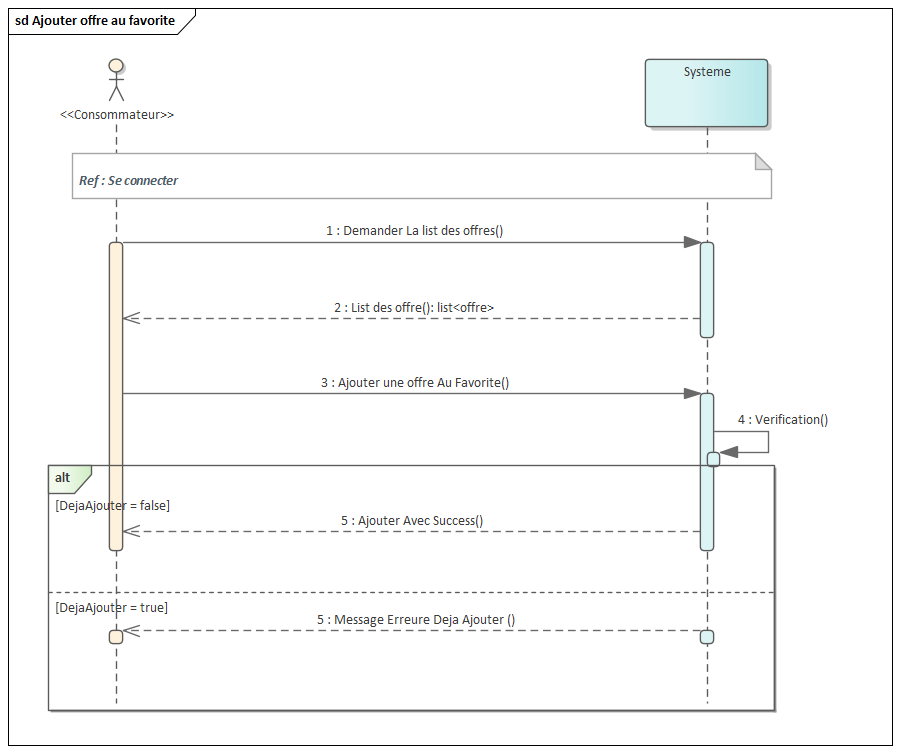 sd Ajouter offre au favorite
Systeme
<<Consommateur>>
Ref : Se connecter
1 : Demander La list des offres()
2 : List des offre(): list<offre>
3 : Ajouter une offre Au Favorite()
4 : Verification()
alt
[DejaAjouter = false]
5 : Ajouter Avec Success()
[DejaAjouter = true]
5 : Message Erreure Deja Ajouter ()